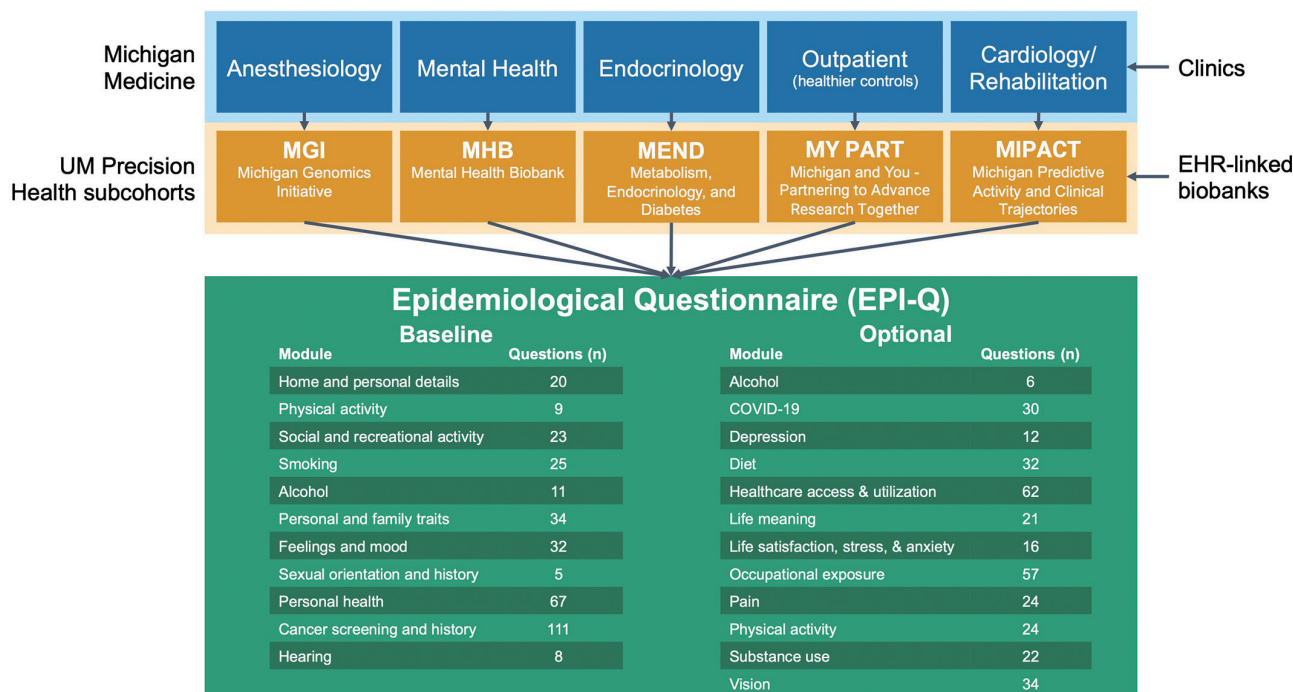 Michigan
Medicine
Anesthesiology
Mental Health
Endocrinology
Outpatient
(healthier controls)
Cardiology/
Rehabilitation
Clinics
UM Precision
Health subcohorts
MGI
Michigan Genomics
Initiative
MHB
Mental Health Biobank
MEND
Metabolism,
Endocrinology, and
Diabetes
MY PART
Michigan and You -
Partnering to Advance
Research Together
MIPACT
Michigan Predictive
Activity and Clinical
Trajectories
EHR-linked
biobanks
Epidemiological Questionnaire (EPI-Q)
Baseline
Module Questions (n)
Home and personal details 20
Physical activity 9
Social and recreational activity 23
Smoking 25
Alcohol 11
Personal and family traits 34
Feelings and mood 32
Sexual orientation and history 5
Personal health 67
Cancer screening and history 111
Hearing 8
Optional
Module Questions (n)
Alcohol 6
COVID-19 30
Depression 12
Diet 32
Healthcare access & utilization 62
Life meaning 21
Life satisfaction, stress, & anxiety 16
Occupational exposure 57
Pain 24
Physical activity 24
Substance use 22
Vision 34